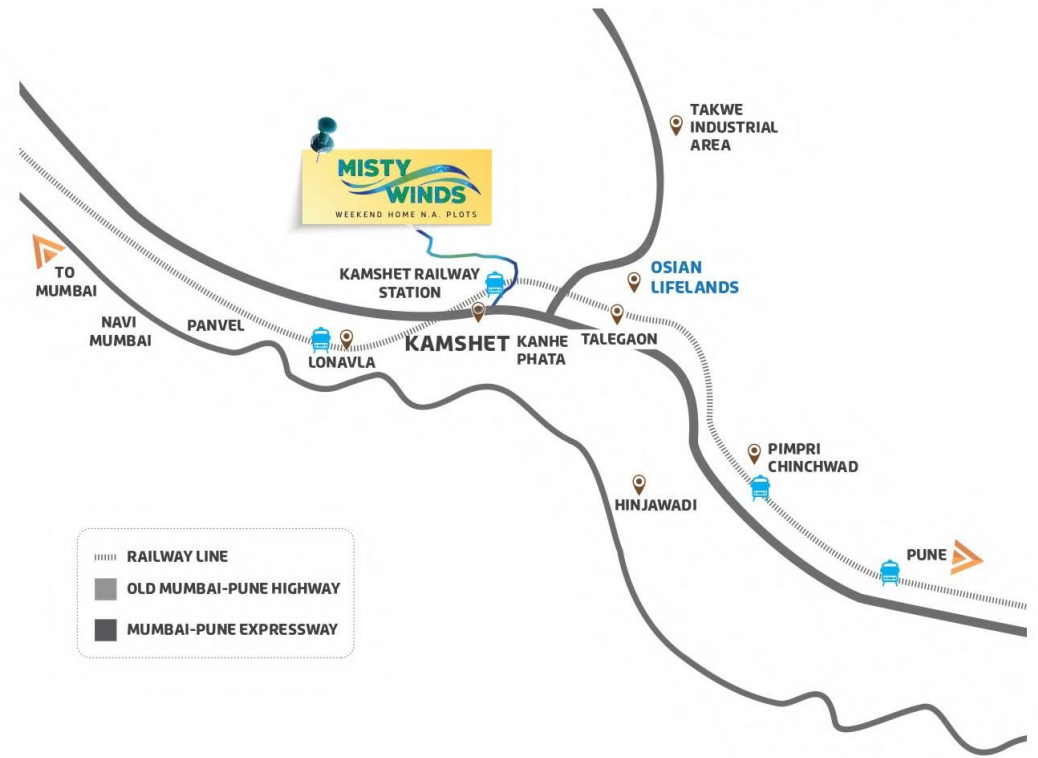 TAKWE
INDUSTRIAL
AREA
MISTY
WINDS
WEEKEND HOME N.A. PLOTS
KAMSHET RAILWAY
STATION
OSIAN
LIFELANDS
TO
MUMBAI
NAVI
MUMBAI
PANVEL
LONAVLA
KAMSHET
KANHE
PHATA
TALEGAON
PIMPRI
CHINCHWAD
HINJAWADI
PUNE
RAILWAY LINE
OLD MUMBAI-PUNE HIGHWAY
MUMBAI-PUNE EXPRESSWAY